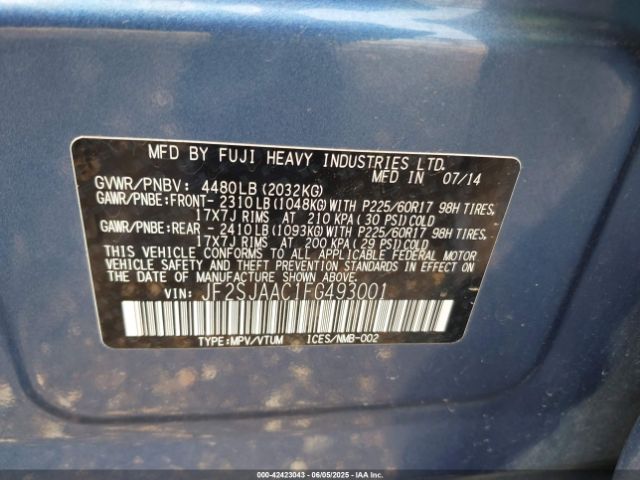 MFD BY FUJI HEAVY INDUSTRIES LTD.
MFD IN 07/14
GVWR/PNBV: 4480LB(2032KG)
GAWR/PNBE:FRONT- 2310LB(1048KG)WITH P225/60R17 98H TIRES,
17X7J RIMS AT 210 KPA(30 PSI)COLD
GAWR/PNBE:REAR - 2410LB(1093KG)WITH P225/60R17 98H TIRES,
17X7J RIMS AT 200 KPA(29 PSI)COLD
THIS VEHICLE CONFORMS TO ALL APPLICABLE FEDERAL MOTOR
VEHICLE SAFETY AND THEFT PREVENTION STANDARDS IN EFFECT
ON THE DATE OF MANUFACTURE SHOWN ABOVE.
VIN: JF2SJAAC1FG493001
TYPE:MPV/VTUM ICES/NMB-002
000-42423043 - 06/05/2025 - IAAI.COM